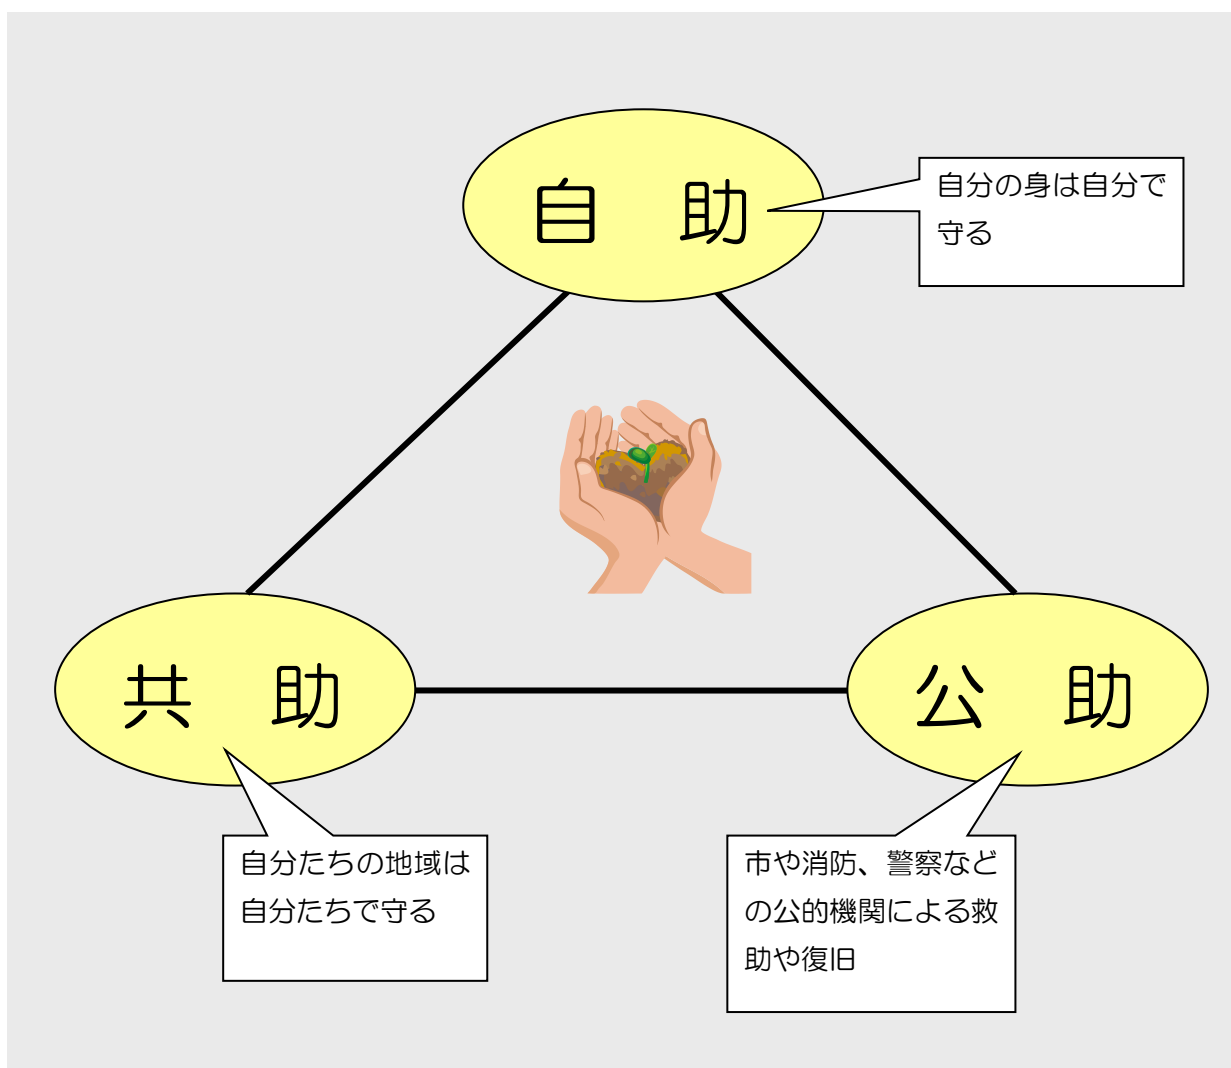 自　助
自分の身は自分で
守る
共　助
公　助
自分たちの地域は
自分たちで守る
市や消防、警察など
の公的機関による救
助や復旧